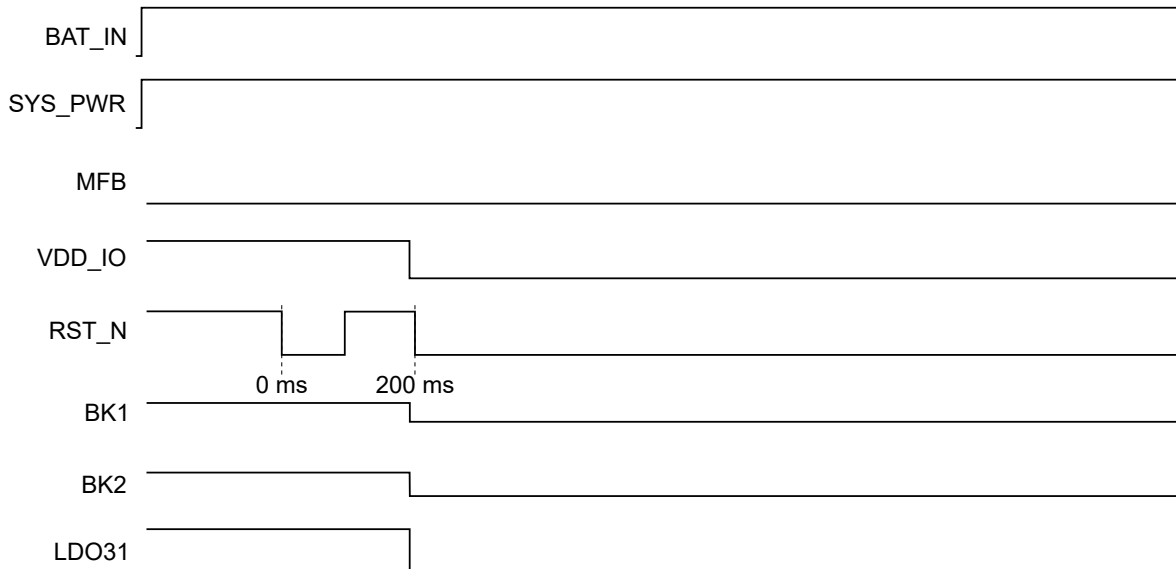 BAT_IN
SYS_PWR
MFB
VDD_IO
RST_N
0 ms 200 ms
BK1
BK2
LDO31